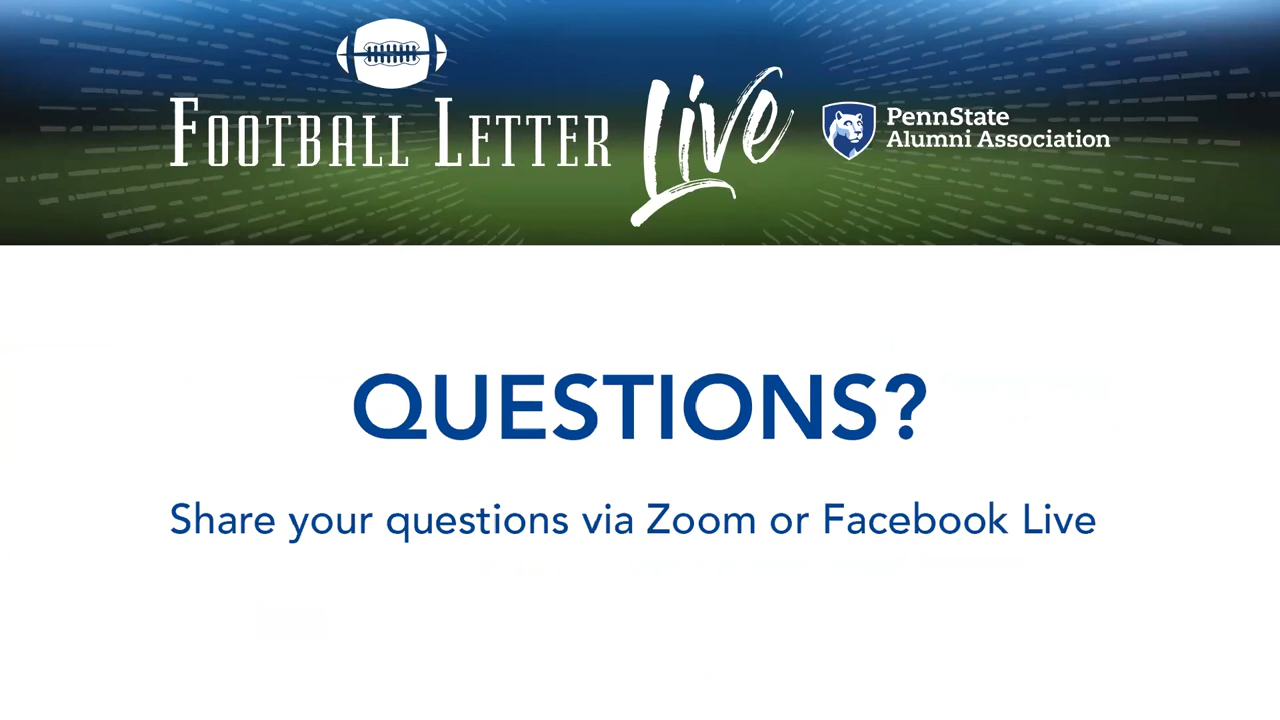 FOOTBALL LETTER Live
PennState
Alumni Association
QUESTIONS?
Share your questions via Zoom or Facebook Live